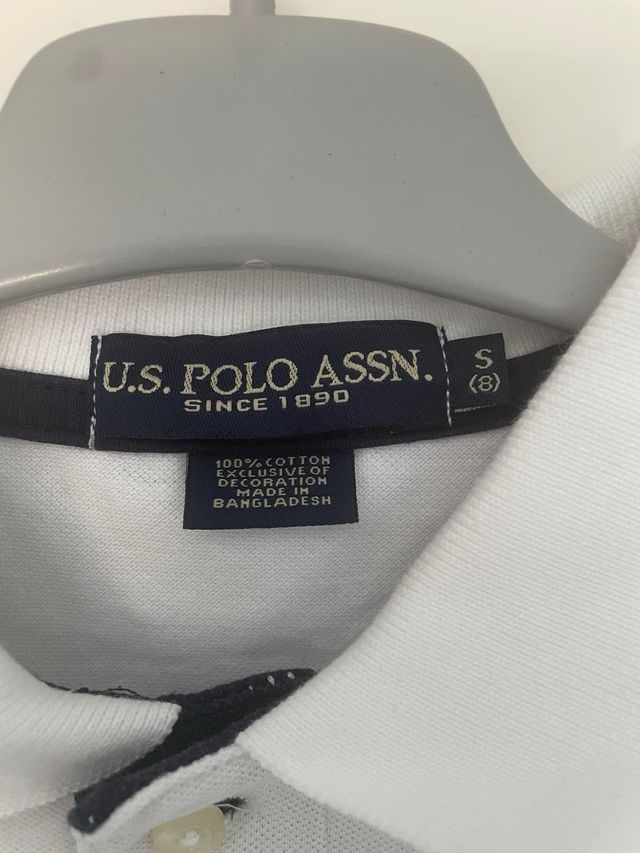 U.S. POLO ASSN.
SINCE 1890
S
(8)
100% COTTON
EXCLUSIVE OF
DECORATION
MADE IN
BANGLADESH